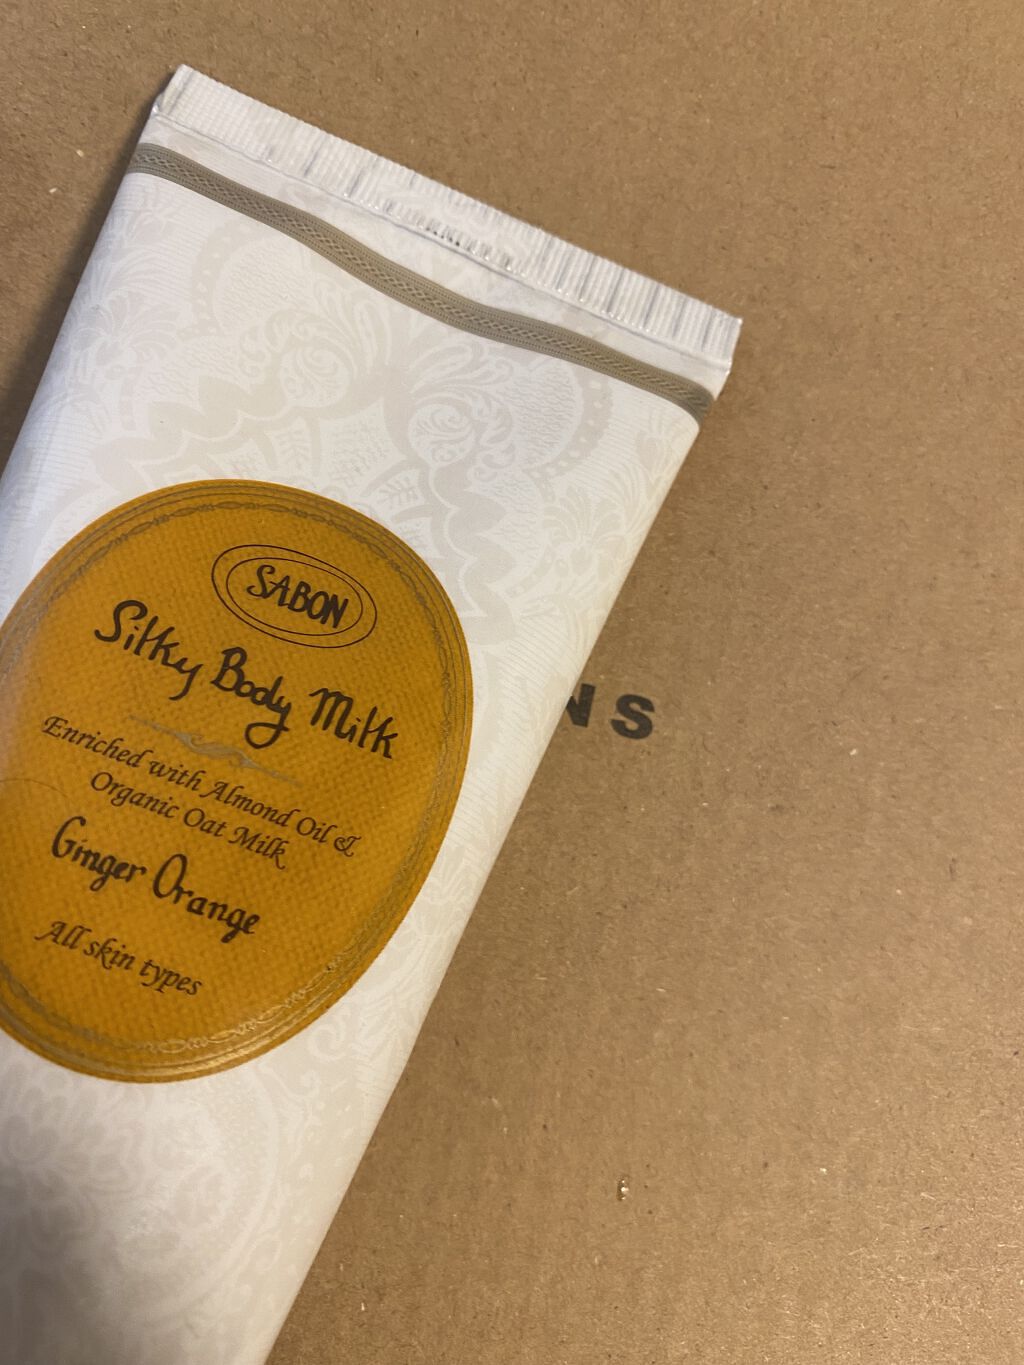 SABON
Silky Body Milk
Enriched with Almond Oil &
Organic Oat Milk
Ginger Orange
All skin types
NS